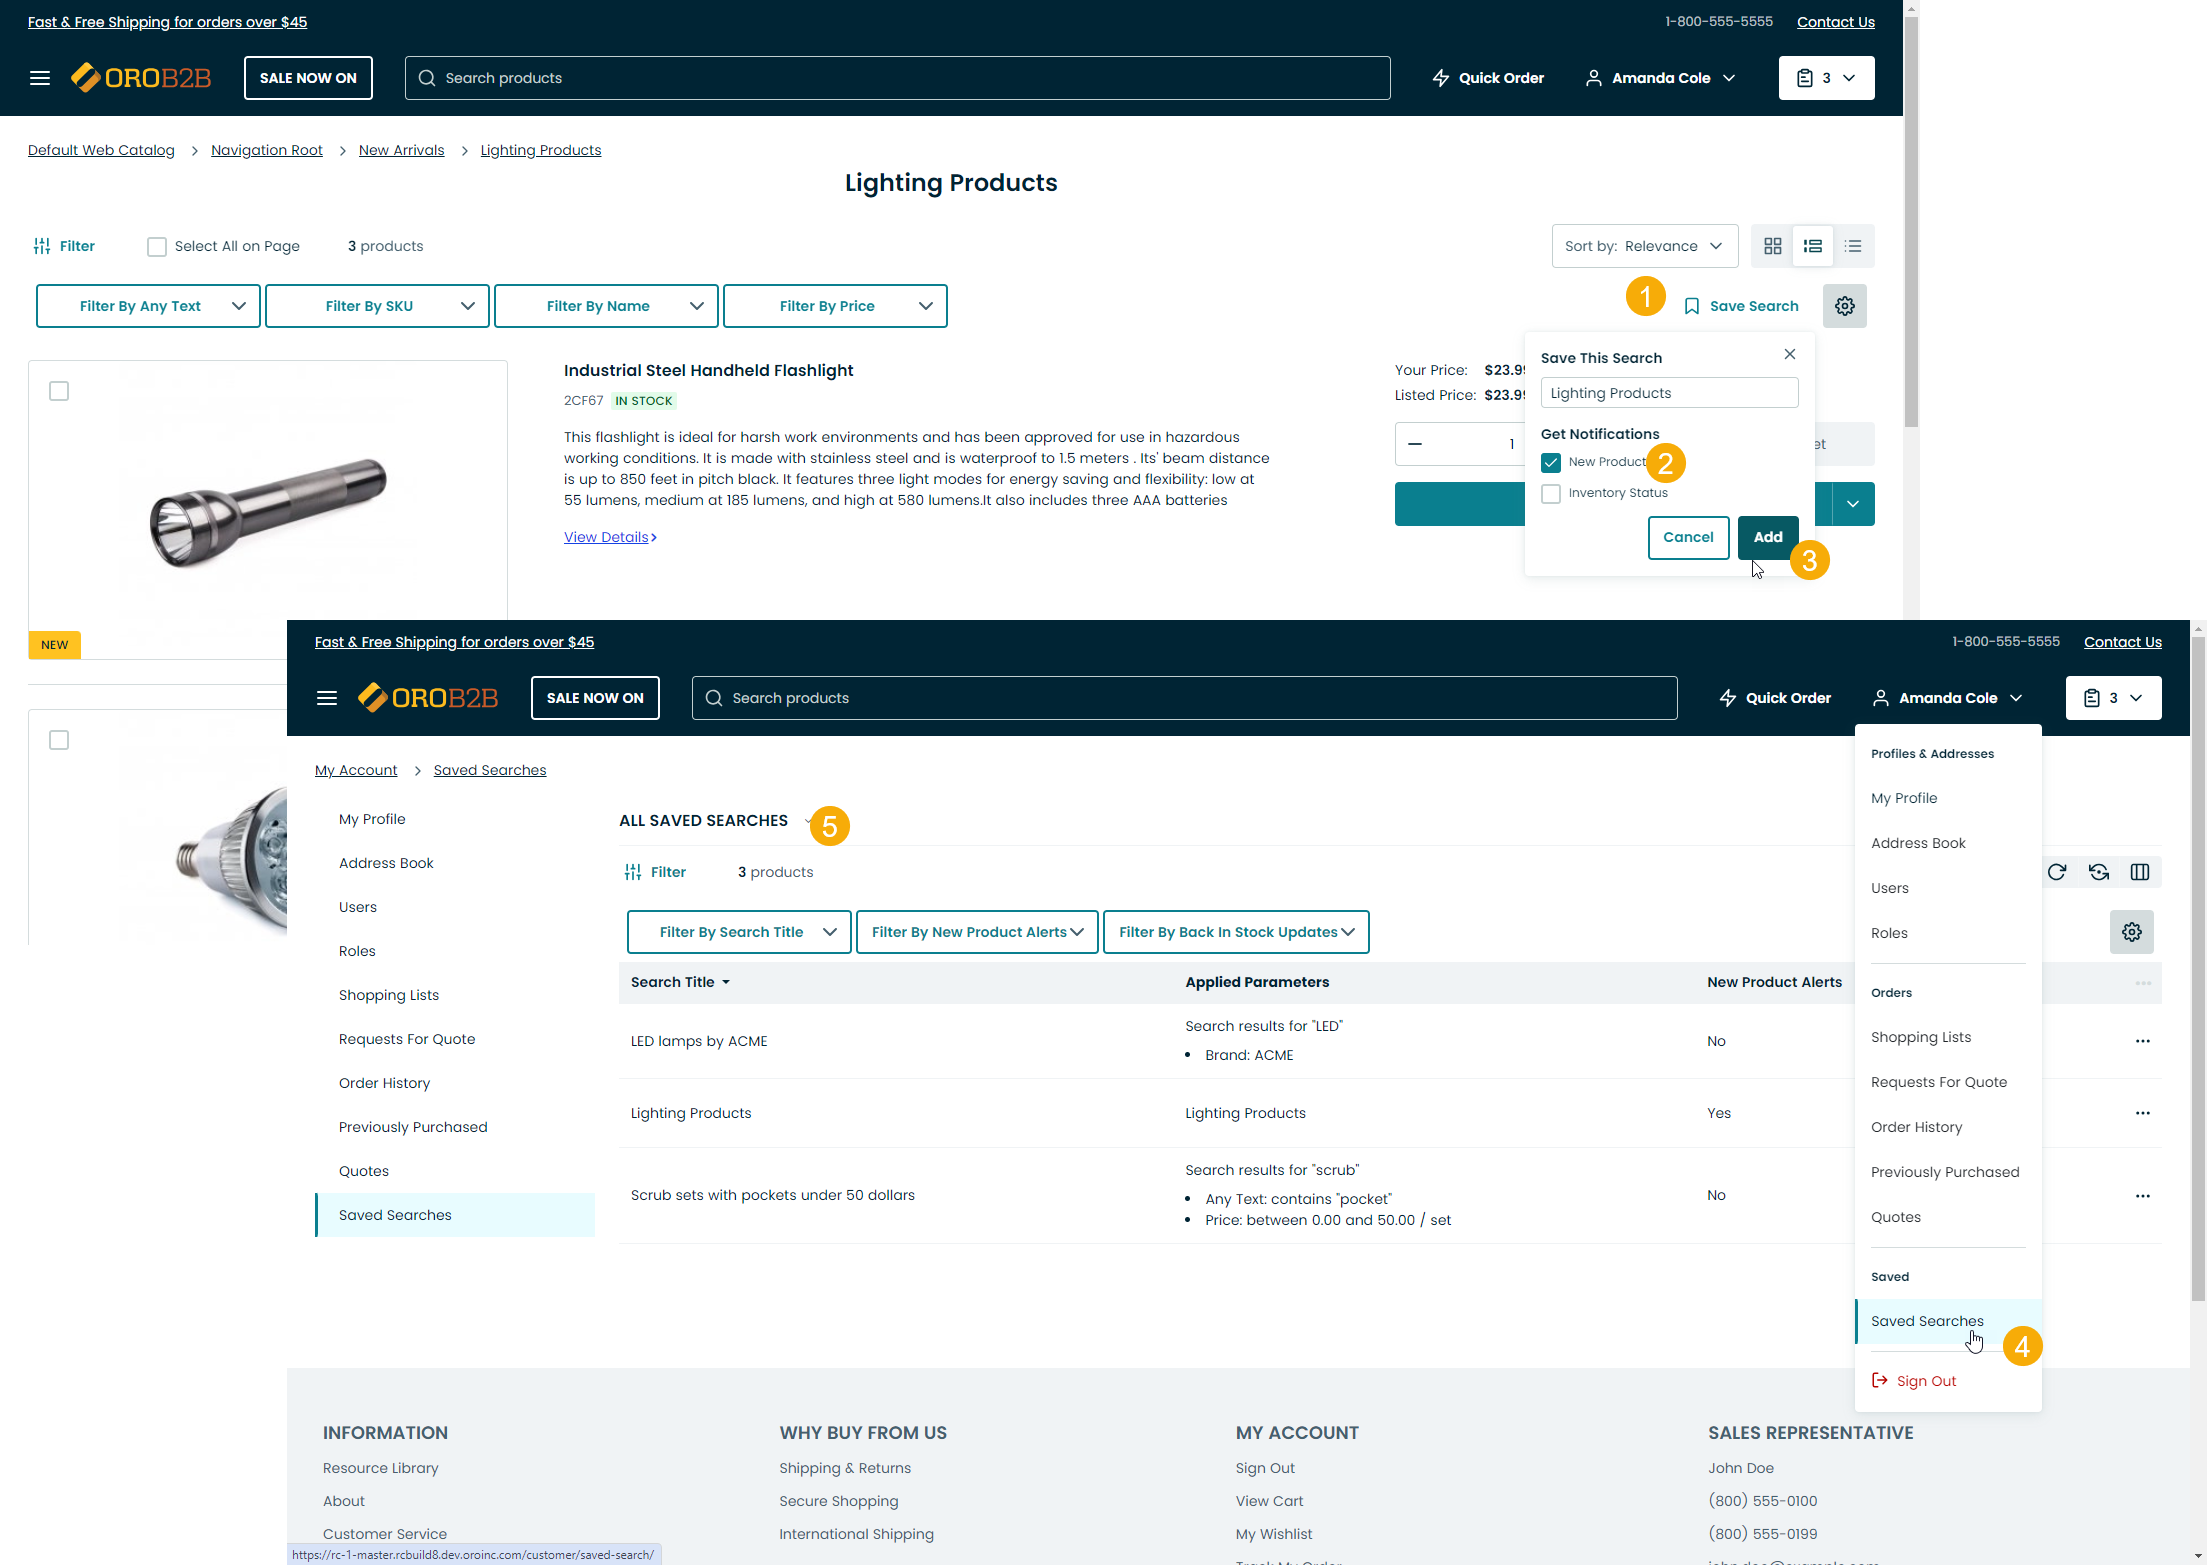 Fast & Free Shipping for orders over $45
1-800-555-5555 Contact Us
OROB2B SALE NOW ON Search products Quick Order Amanda Cole 3
Default Web Catalog > Navigation Root > New Arrivals > Lighting Products
Lighting Products
Filter Select All on Page 3 products Sort by: Relevance
Filter By Any Text Filter By SKU Filter By Name Filter By Price 1 Save Search
Industrial Steel Handheld Flashlight
2CF67 IN STOCK
This flashlight is ideal for harsh work environments and has been approved for use in hazardous
working conditions. It is made with stainless steel and is waterproof to 1.5 meters . Its' beam distance
is up to 850 feet in pitch black. It features three light modes for energy saving and flexibility: low at
55 lumens, medium at 185 lumens, and high at 580 lumens.It also includes three AAA batteries
View Details
Your Price: $23.99
Listed Price: $23.99
1
Save This Search
Lighting Products
Get Notifications
New Product 2
Inventory Status
Cancel Add 3
NEW
Fast & Free Shipping for orders over $45
1-800-555-5555 Contact Us
OROB2B SALE NOW ON Search products Quick Order Amanda Cole 3
My Account > Saved Searches
My Profile
Address Book
Users
Roles
Shopping Lists
Requests For Quote
Order History
Previously Purchased
Quotes
Saved Searches
ALL SAVED SEARCHES 5
Filter 3 products
Filter By Search Title Filter By New Product Alerts Filter By Back In Stock Updates
Search Title Applied Parameters New Product Alerts
LED lamps by ACME
Search results for "LED"
• Brand: ACME
No
Lighting Products Lighting Products Yes
Scrub sets with pockets under 50 dollars
Search results for "scrub"
• Any Text: contains "pocket"
• Price: between 0.00 and 50.00 / set
No
Profiles & Addresses
My Profile
Address Book
Users
Roles
Orders
Shopping Lists
Requests For Quote
Order History
Previously Purchased
Quotes
Saved
Saved Searches
4
Sign Out
INFORMATION
Resource Library
About
Customer Service
WHY BUY FROM US
Shipping & Returns
Secure Shopping
International Shipping
MY ACCOUNT
Sign Out
View Cart
My Wishlist
SALES REPRESENTATIVE
John Doe
(800) 555-0100
(800) 555-0199
https://rc-1-master.rcbuild8.dev.oroinc.com/customer/saved-search/